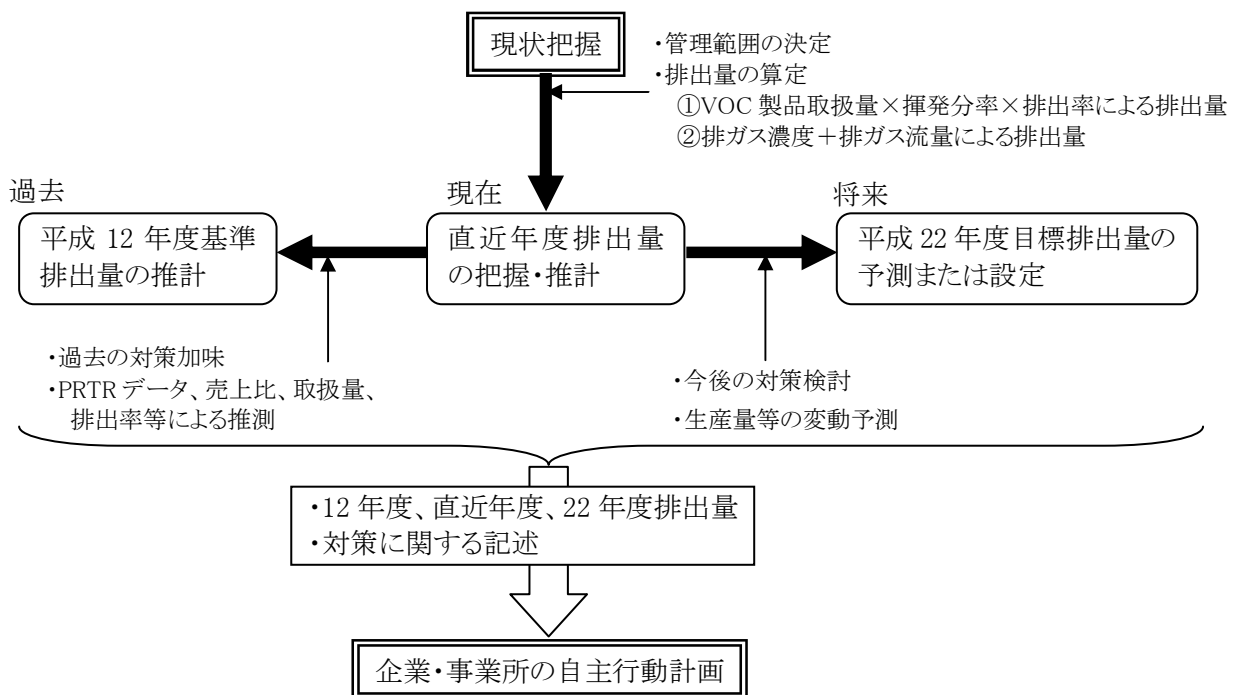 現状把握
・管理範囲の決定
・排出量の算定
①VOC 製品取扱量×揮発分率×排出率による排出量
②排ガス濃度＋排ガス流量による排出量
過去
現在
将来
平成 12 年度基準
排出量の推計
直近年度排出量
の把握・推計
平成 22 年度目標排出量の
予測または設定
・過去の対策加味
・PRTR データ、売上比、取扱量、
排出率等による推測
・今後の対策検討
・生産量等の変動予測
・12 年度、直近年度、22 年度排出量
・対策に関する記述
企業・事業所の自主行動計画